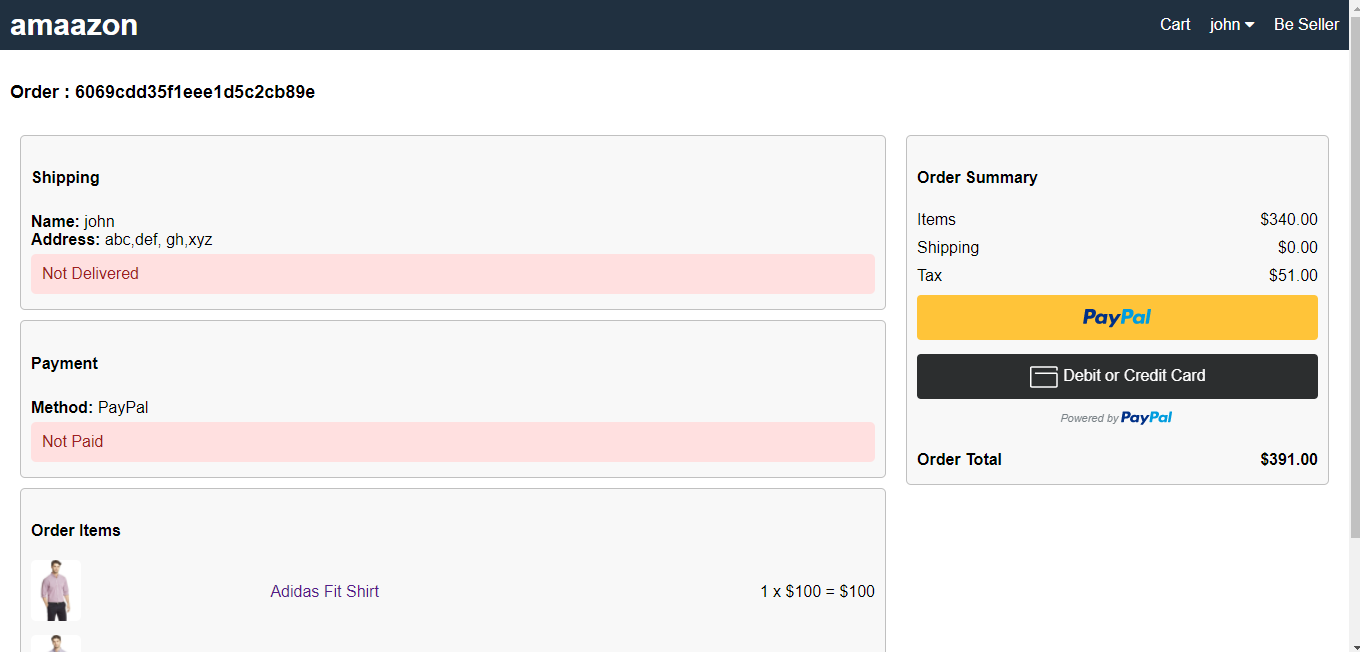 amaazon
Cart john Be Seller
Order : 6069cdd35f1eee1d5c2cb89e
Shipping
Name: john
Address: abc,def, gh,xyz
Not Delivered
Payment
Method: PayPal
Not Paid
Order Items
Adidas Fit Shirt 1 x $100 = $100
Order Summary
Items $340.00
Shipping $0.00
Tax $51.00
PayPal
Debit or Credit Card
Powered by PayPal
Order Total $391.00